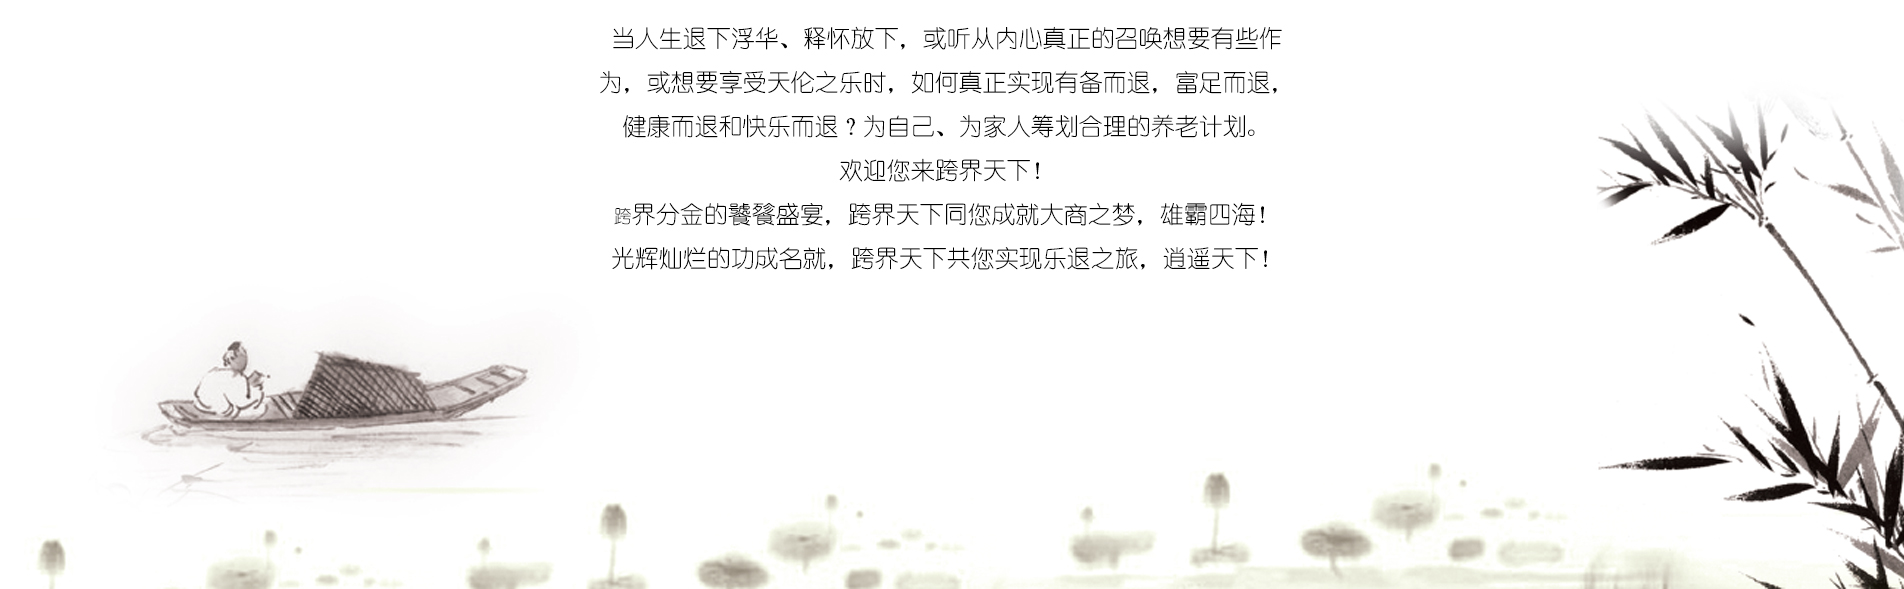 当人生退下浮华、释怀放下，或听从内心真正的召唤想要有些作
为，或想要享受天伦之乐时，如何真正实现有备而退，富足而退，
健康而退和快乐而退？为自己、为家人筹划合理的养老计划。
欢迎您来跨界天下！
跨界分金的饕餮盛宴，跨界天下同您成就大商之梦，雄霸四海！
光辉灿烂的功成名就，跨界天下共您实现乐退之旅，逍遥天下！